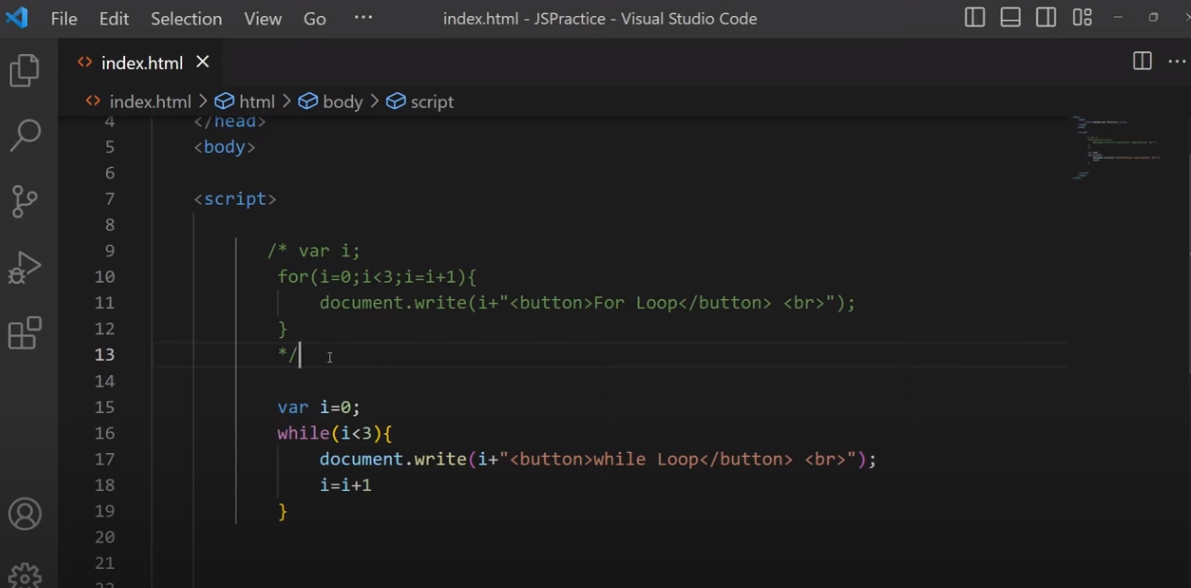 File Edit Selection View Go ··· index.html - JSPractice - Visual Studio Code
index.html
index.html > html > body > script
4 </head>
5 <body>
6
7 <script>
8
9 /* var i;
10 for(i=0;i<3;i=i+1){
11 document.write(i+"<button>For Loop</button> <br>");
12 }
13 */
14
15 var i=0;
16 while(i<3){
17 document.write(i+"<button>while Loop</button> <br>");
18 i=i+1
19 }
20
21
22